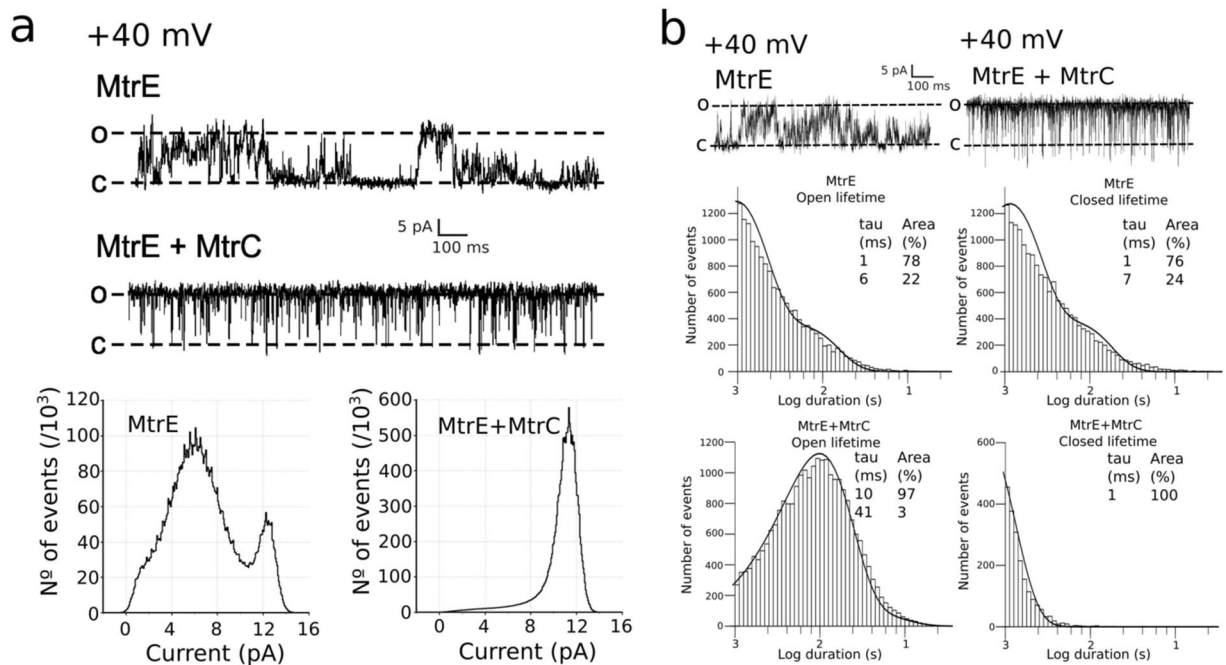 a
+40 mV
MtrE
O
C
5 pA
100 ms
MtrE + MtrC
O
C
Nº of events (/10³)
120
100
80
60
40
20
0
MtrE
0 4 8 12 16
Current (pA)
Nº of events (/10³)
600
500
400
300
200
100
0
MtrE+MtrC
0 4 8 12 16
Current (pA)
b
+40 mV
MtrE
5 pA
100 ms
O
C
+40 mV
MtrE + MtrC
O
C
MtrE
Open lifetime
tau Area
(ms) (%)
1 78
6 22
Number of events
1200
1000
800
600
400
200
0
3 2 1
Log duration (s)
MtrE
Closed lifetime
tau Area
(ms) (%)
1 76
7 24
Number of events
1200
1000
800
600
400
200
0
3 2 1
Log duration (s)
MtrE+MtrC
Open lifetime
tau Area
(ms) (%)
10 97
41 3
Number of events
1200
1000
800
600
400
200
0
3 2 1
Log duration (s)
MtrE+MtrC
Closed lifetime
tau Area
(ms) (%)
1 100
Number of events
600
400
200
0
3 2 1
Log duration (s)